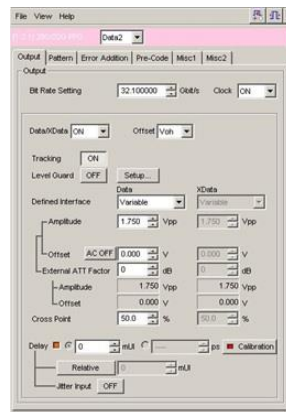 File View Help
Data2
Output Pattern Error Addition Pre-Code Misc1 Misc2
Output
Bit Rate Setting 32.100000 Gbit/s Clock ON
Data/XData ON Offset Voh
Tracking ON
Level Guard OFF Setup...
Data XData
Defined Interface Variable Variable
Amplitude 1.750 Vpp 1.750 Vpp
Offset AC OFF 0.000 V 0.000 V
External ATT Factor 0 dB 0 dB
Amplitude 1.750 Vpp 1.750 Vpp
Offset 0.000 V 0.000 V
Cross Point 50.0 % 50.0 %
Delay 0 mUI ---- ps Calibration
Relative 0 mUI
Jitter Input OFF